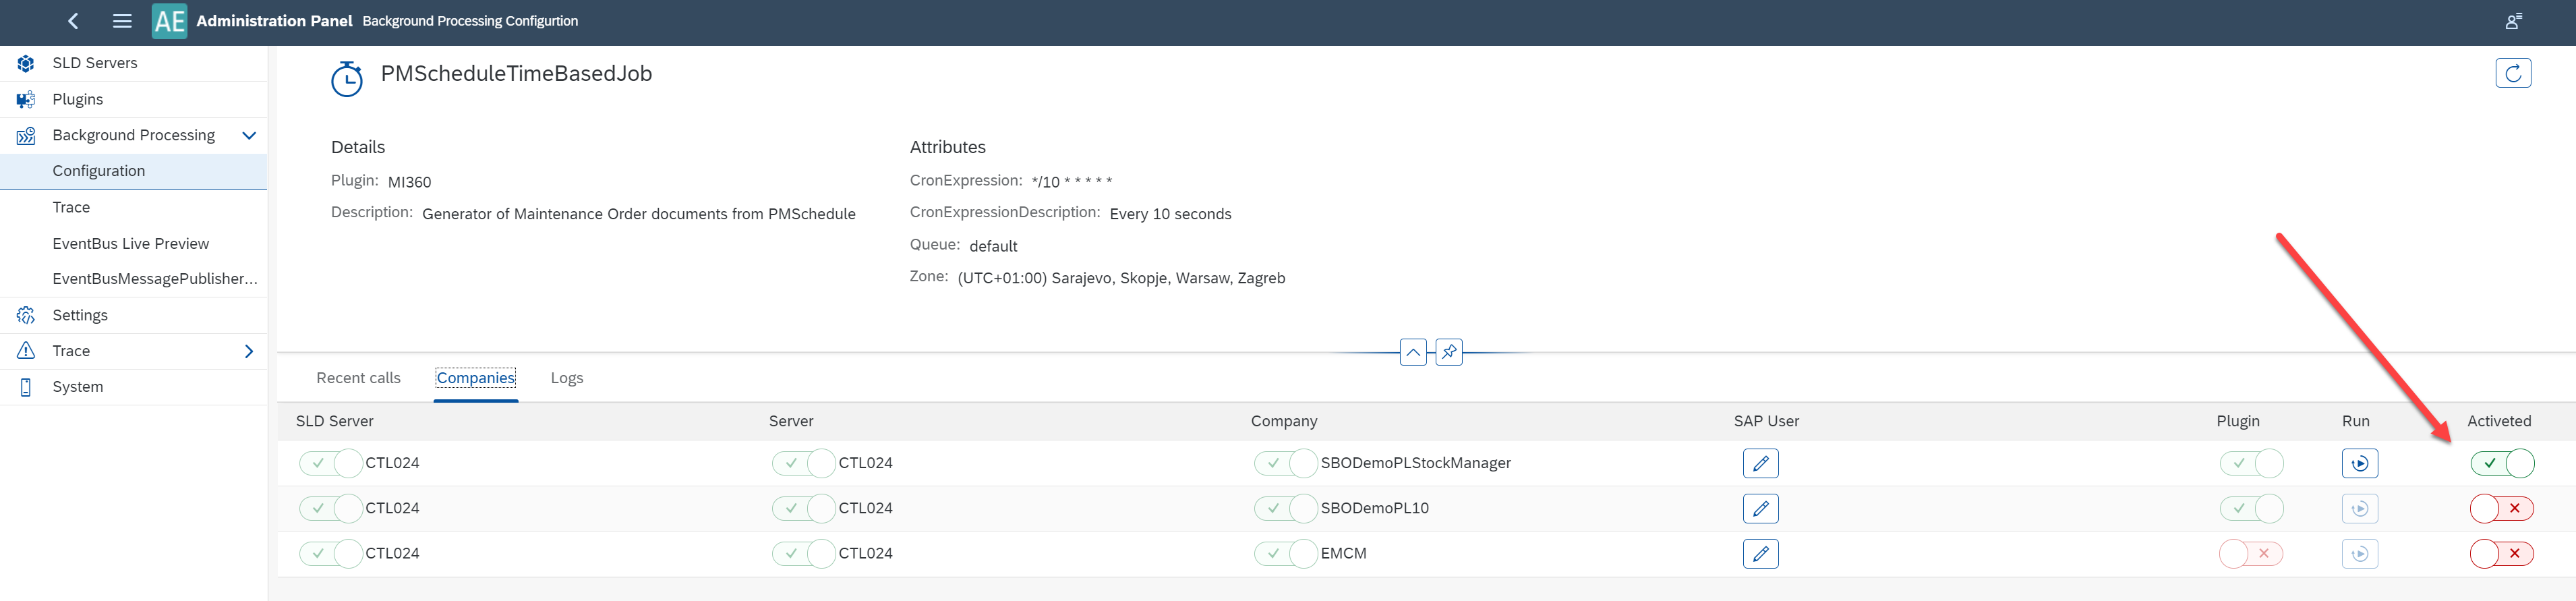 AE Administration Panel Background Processing Configurtion
SLD Servers
Plugins
Background Processing
Configuration
Trace
EventBus Live Preview
EventBusMessagePublisher...
Settings
Trace
System
PMScheduleTimeBasedJob
Details
Plugin: MI360
Description: Generator of Maintenance Order documents from PMSchedule
Attributes
CronExpression: */10 * * * * *
CronExpressionDescription: Every 10 seconds
Queue: default
Zone: (UTC+01:00) Sarajevo, Skopje, Warsaw, Zagreb
Recent calls Companies Logs
SLD Server Server Company SAP User Plugin Run Activeted
CTL024 CTL024 SBODemoPLStockManager
CTL024 CTL024 SBODemoPL10
CTL024 CTL024 EMCM